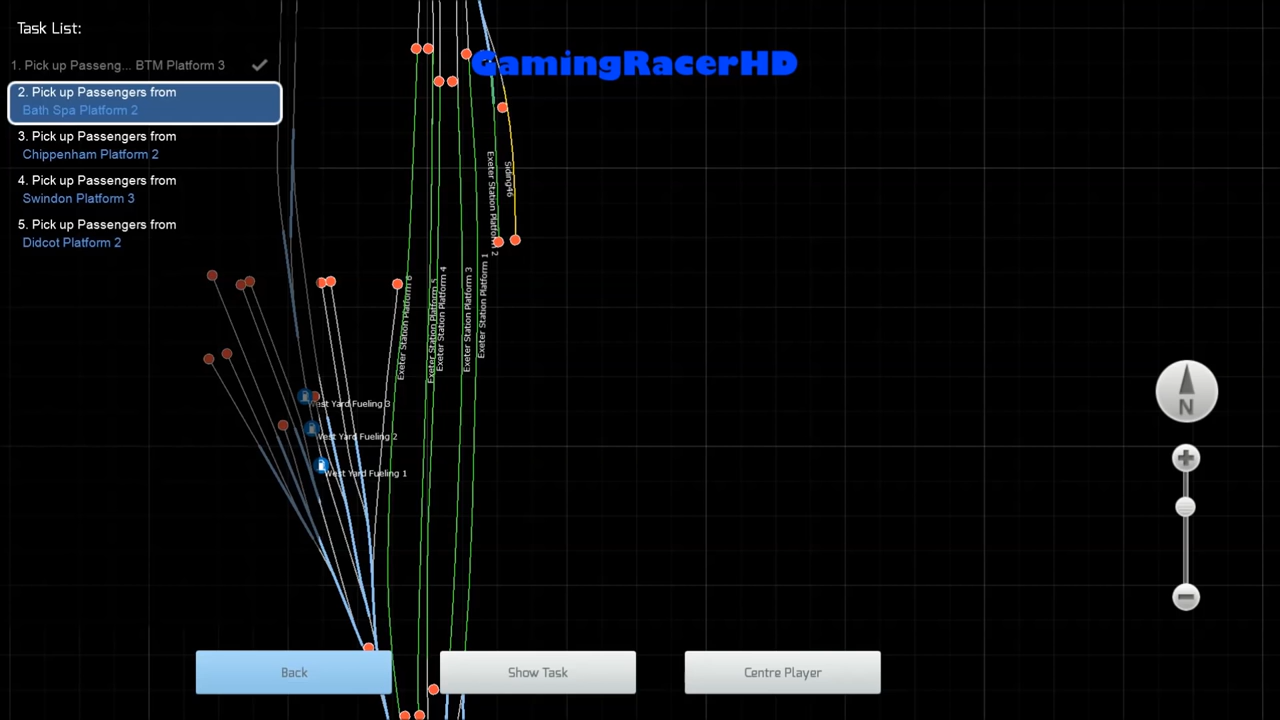 Task List:
1. Pick up Passeng... BTM Platform 3
2. Pick up Passengers from
Bath Spa Platform 2
3. Pick up Passengers from
Chippenham Platform 2
4. Pick up Passengers from
Swindon Platform 3
5. Pick up Passengers from
Didcot Platform 2
GamingRacerHD
Exeter Station Platform 2
Siding46
Exeter Station Platform 6
Exeter Station Platform 5
Exeter Station Platform 4
Exeter Station Platform 3
Exeter Station Platform 1
West Yard Fueling 3
West Yard Fueling 2
West Yard Fueling 1
N
Back
Show Task
Centre Player